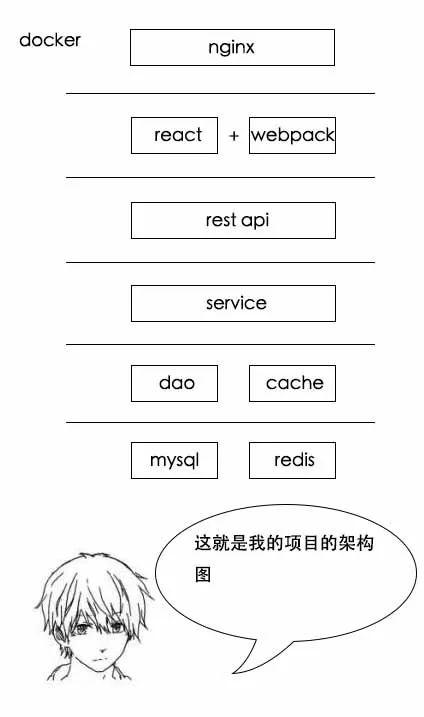 docker
nginx
react + webpack
rest api
service
dao cache
mysql redis
这就是我的项目的架构
图